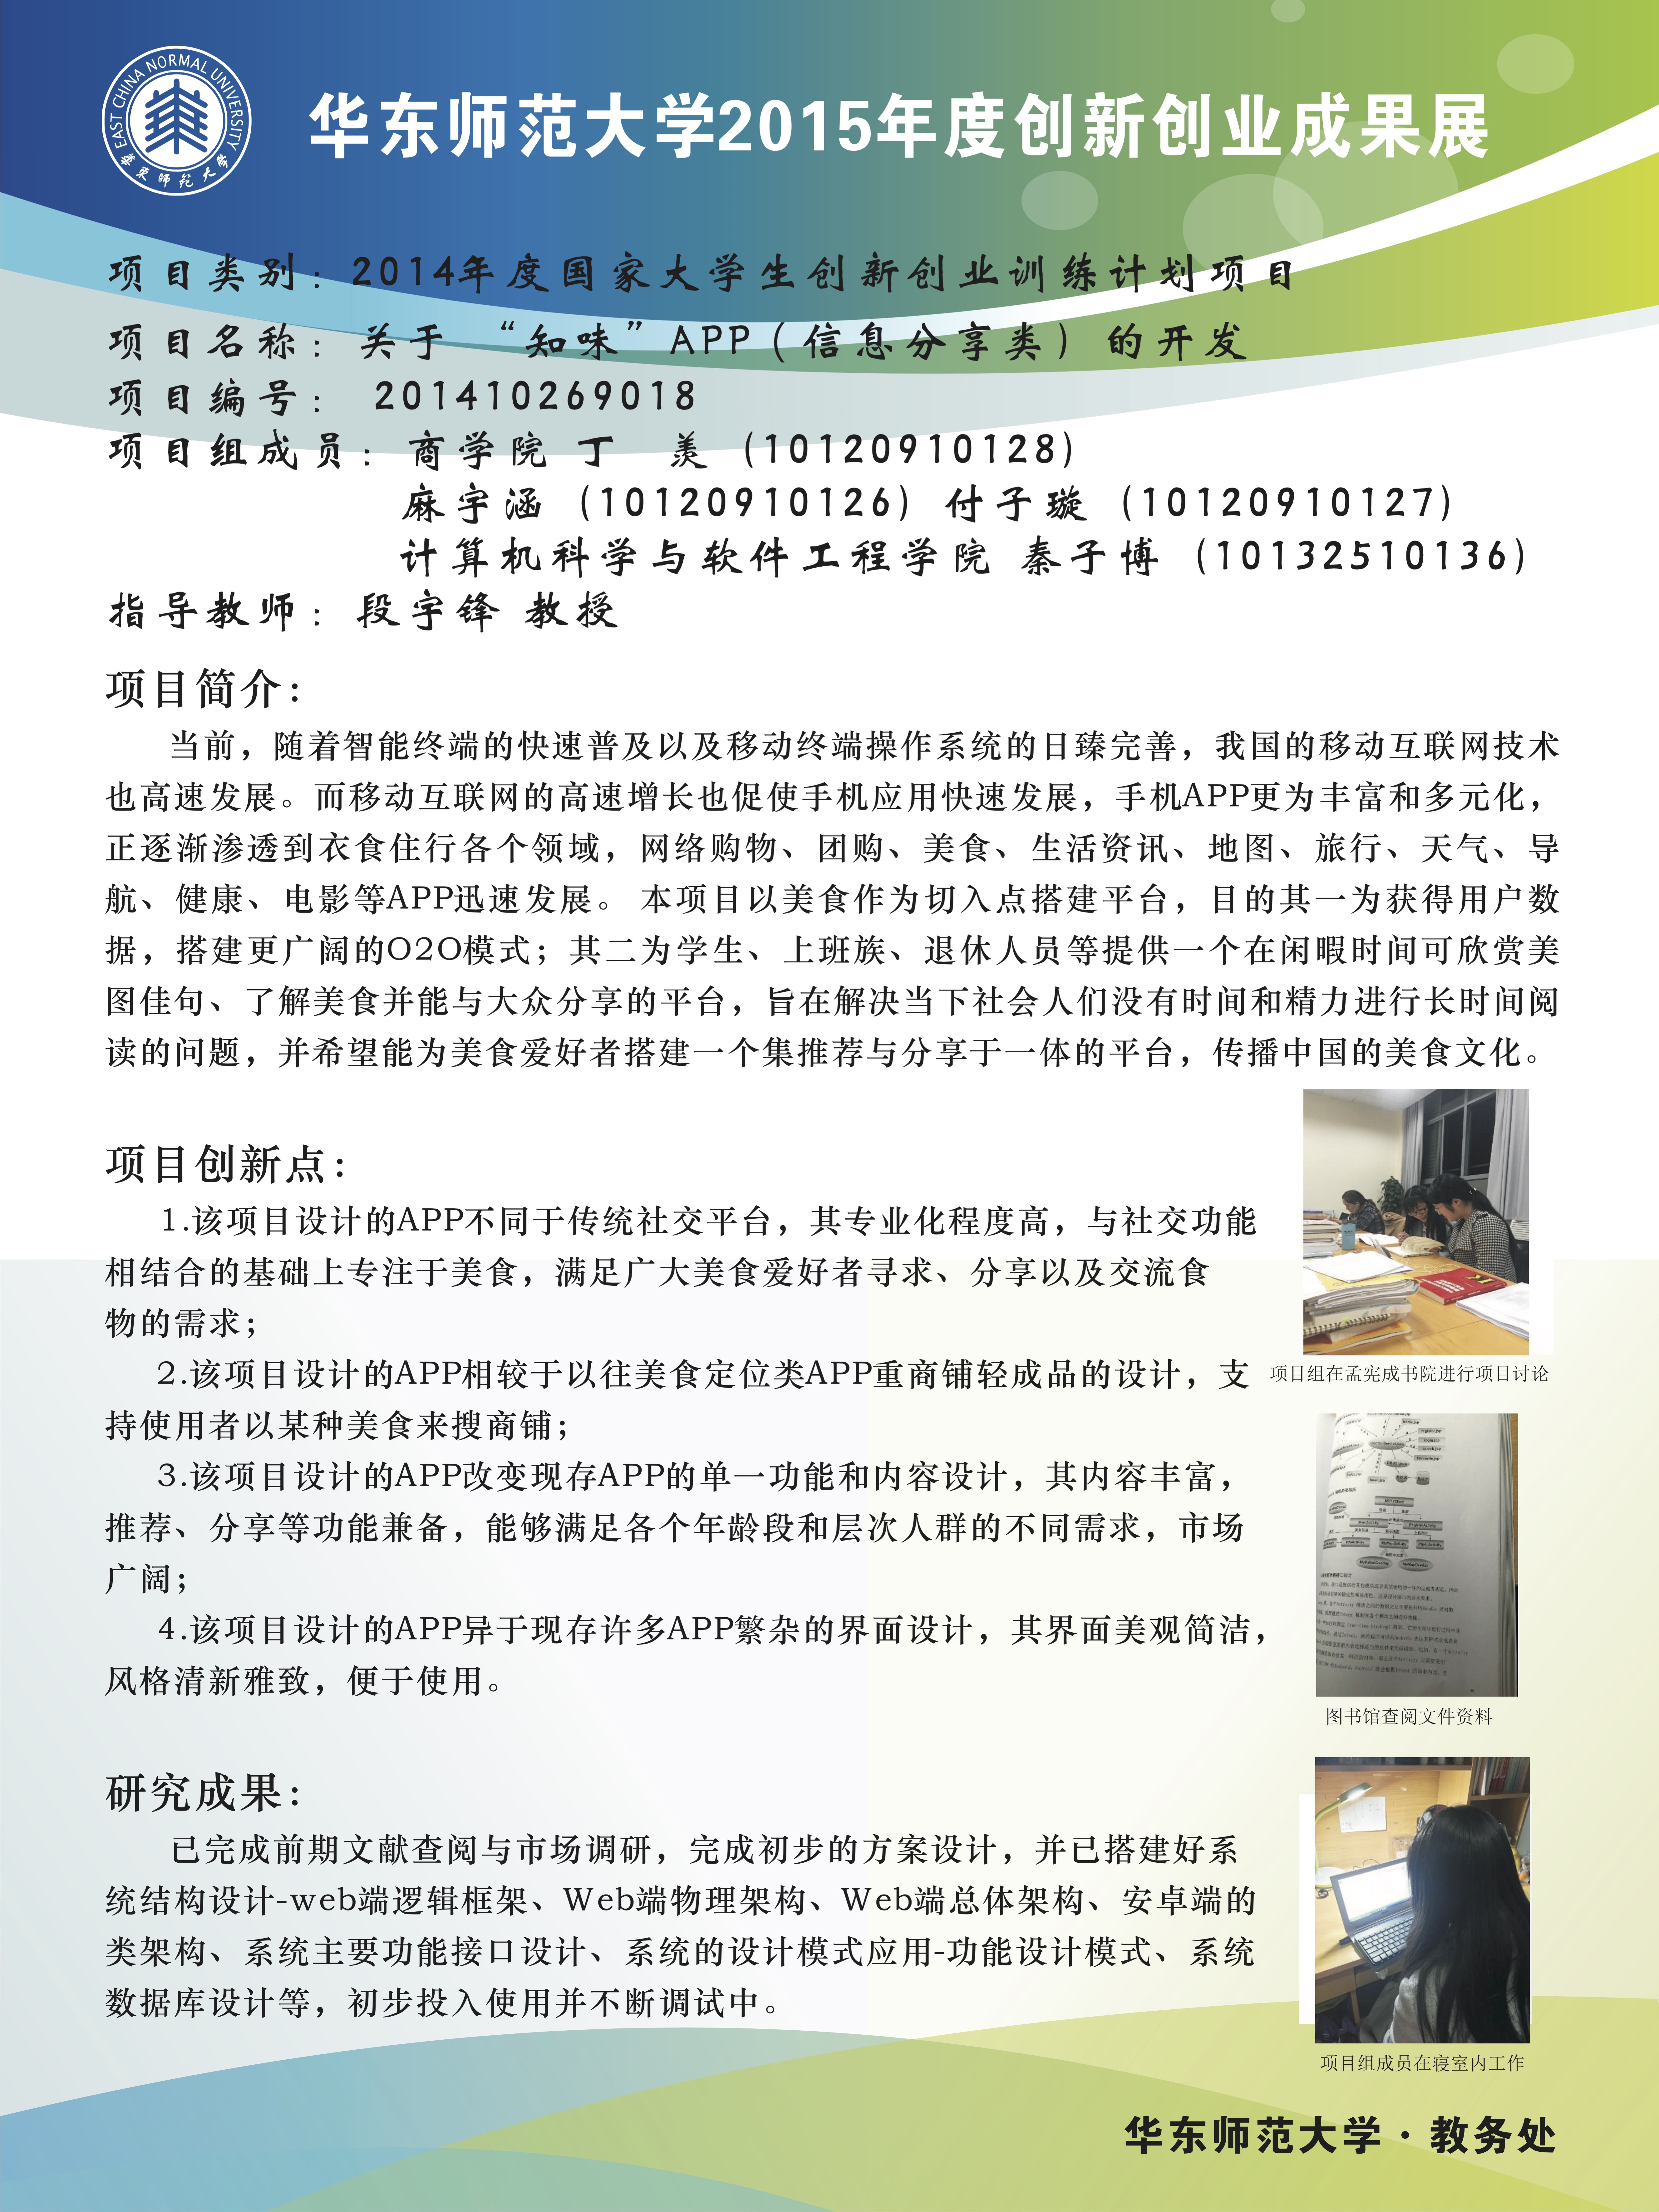 EAST CHINA NORMAL UNIVERSITY
華東師範大學
华东师范大学2015年度创新创业成果展
项目类别：2014年度国家大学生创新创业训练计划项目
项目名称：关于 “知味”APP（信息分享类）的开发
项目编号： 201410269018
项目组成员：商学院 丁 美（10120910128）
麻宇涵（10120910126）付子璇（10120910127）
计算机科学与软件工程学院 秦子博（10132510136）
指导教师：段宇锋 教授
项目简介：
当前，随着智能终端的快速普及以及移动终端操作系统的日臻完善，我国的移动互联网技术
也高速发展。而移动互联网的高速增长也促使手机应用快速发展，手机APP更为丰富和多元化，
正逐渐渗透到衣食住行各个领域，网络购物、团购、美食、生活资讯、地图、旅行、天气、导
航、健康、电影等APP迅速发展。 本项目以美食作为切入点搭建平台，目的其一为获得用户数
据，搭建更广阔的O2O模式；其二为学生、上班族、退休人员等提供一个在闲暇时间可欣赏美
图佳句、了解美食并能与大众分享的平台，旨在解决当下社会人们没有时间和精力进行长时间阅
读的问题，并希望能为美食爱好者搭建一个集推荐与分享于一体的平台，传播中国的美食文化。
项目创新点：
1.该项目设计的APP不同于传统社交平台，其专业化程度高，与社交功能
相结合的基础上专注于美食，满足广大美食爱好者寻求、分享以及交流食
物的需求；
2.该项目设计的APP相较于以往美食定位类APP重商铺轻成品的设计，支
持使用者以某种美食来搜商铺；
3.该项目设计的APP改变现存APP的单一功能和内容设计，其内容丰富，
推荐、分享等功能兼备，能够满足各个年龄段和层次人群的不同需求，市场
广阔；
4.该项目设计的APP异于现存许多APP繁杂的界面设计，其界面美观简洁，
风格清新雅致，便于使用。
项目组在孟宪成书院进行项目讨论
图书馆查阅文件资料
研究成果：
已完成前期文献查阅与市场调研，完成初步的方案设计，并已搭建好系
统结构设计-web端逻辑框架、Web端物理架构、Web端总体架构、安卓端的
类架构、系统主要功能接口设计、系统的设计模式应用-功能设计模式、系统
数据库设计等，初步投入使用并不断调试中。
项目组成员在寝室内工作
华东师范大学·教务处